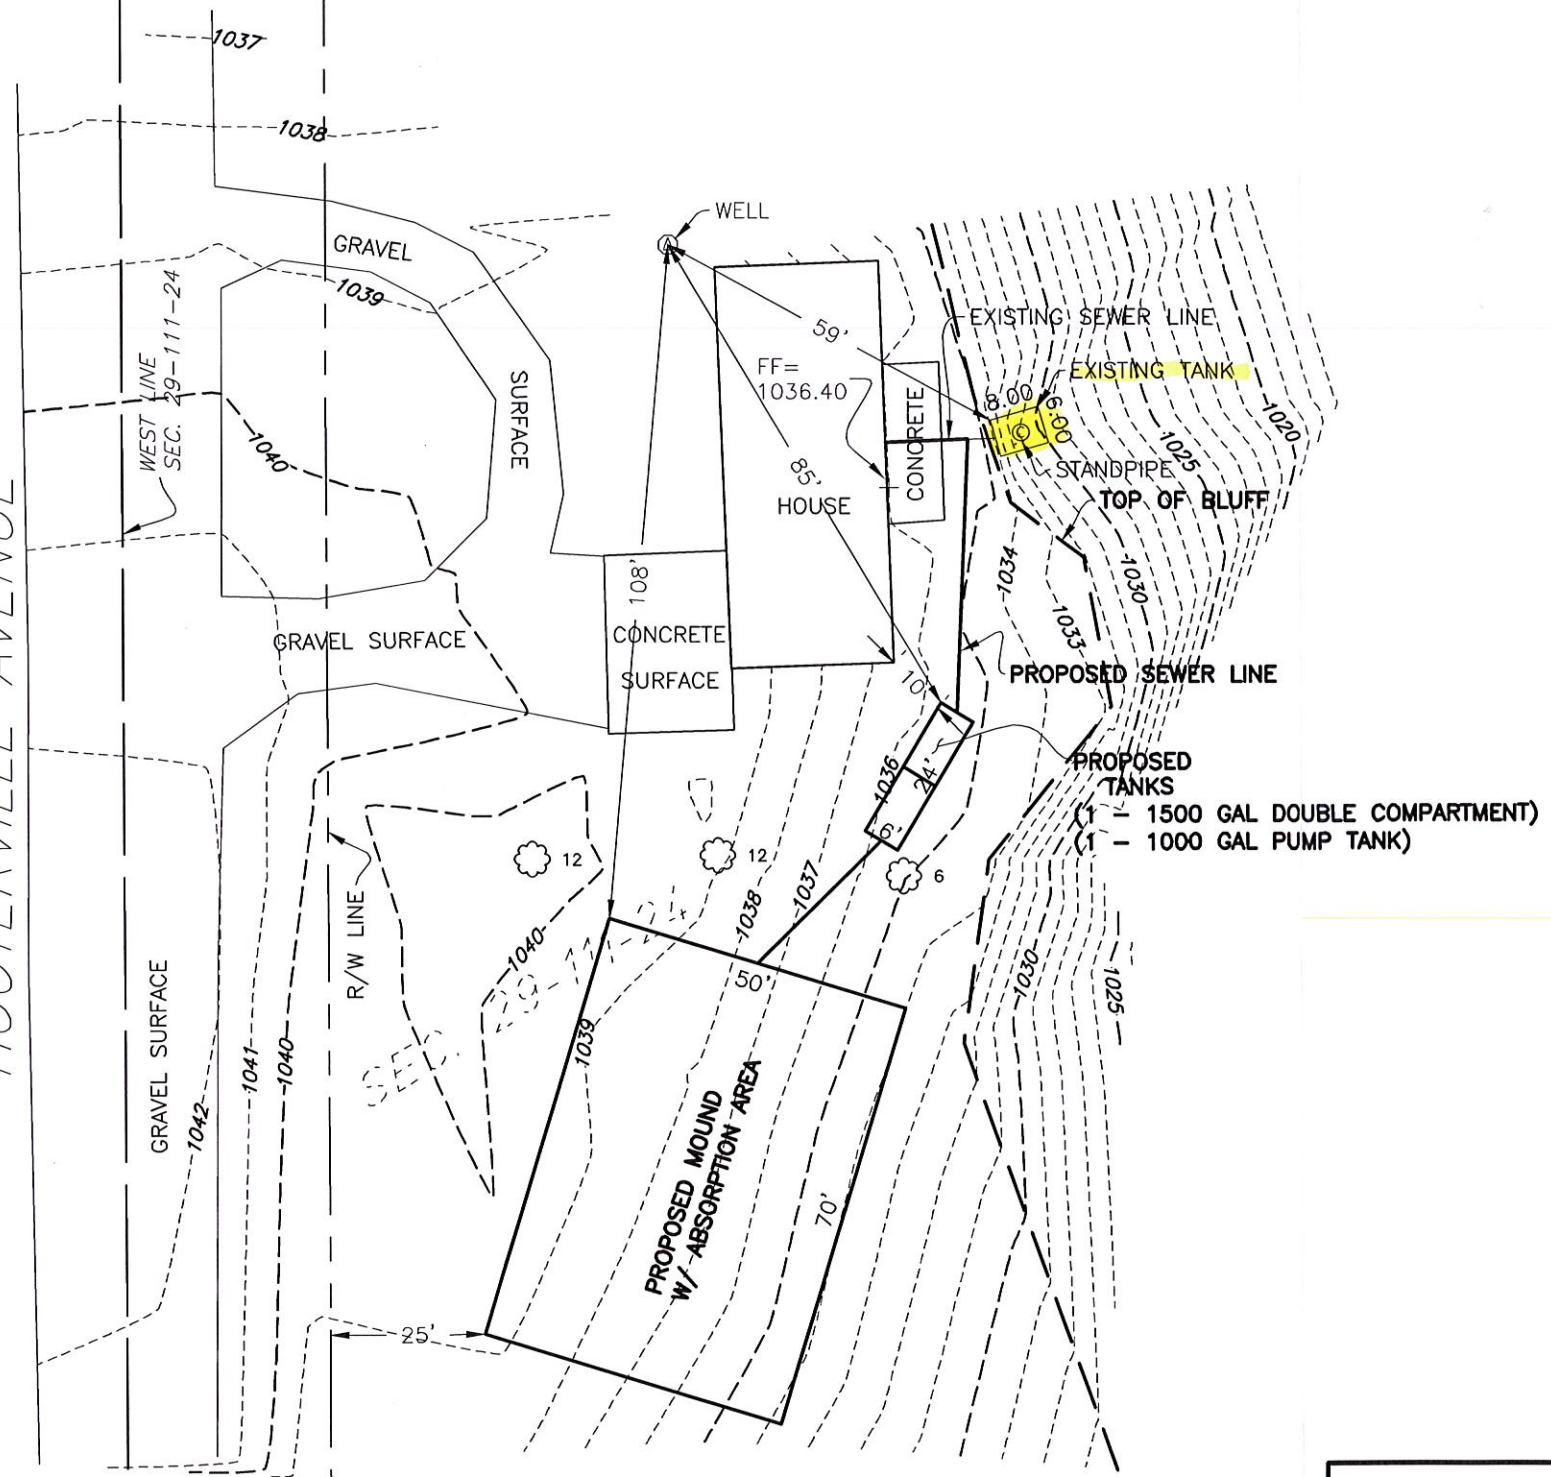 1037
1038
WELL
GRAVEL
1039
WEST LINE
SEC. 29-111-24
SURFACE
59'
EXISTING SEWER LINE
FF=
1036.40
EXISTING TANK
8.00
6.00
CONCRETE
1020
1025
1040
85'
HOUSE
STANDPIPE
TOP OF BLUFF
1034
1030
108'
1033
GRAVEL SURFACE
CONCRETE
SURFACE
10'
PROPOSED SEWER LINE
1036
24'
6'
PROPOSED
TANKS
(1 - 1500 GAL DOUBLE COMPARTMENT)
(1 - 1000 GAL PUMP TANK)
12
12
6
1037
1038
R/W LINE
1040
SEC. 29-111-24
50'
1030
1025
GRAVEL SURFACE
1039
1041
1040
1042
PROPOSED MOUND
W/ ABSORPTION AREA
70'
25'